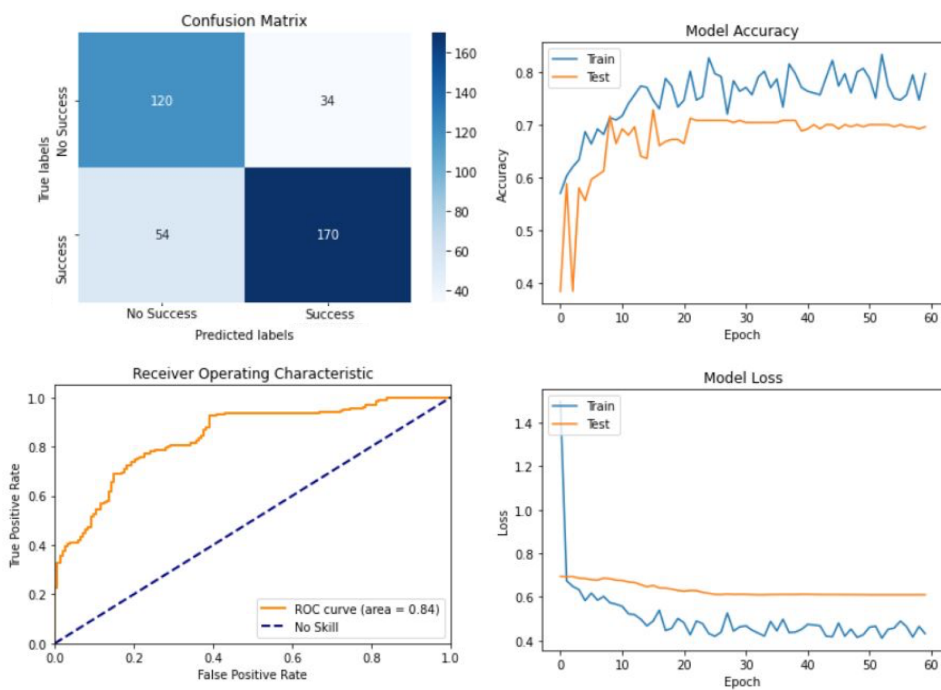 Confusion Matrix
True labels
No Success
Success
120
34
54
170
No Success
Success
Predicted labels
160
140
120
100
80
60
40
Model Accuracy
Train
Test
Accuracy
0.8
0.7
0.6
0.5
0.4
0
10
20
30
40
50
60
Epoch
Receiver Operating Characteristic
True Positive Rate
1.0
0.8
0.6
0.4
0.2
0.0
ROC curve (area = 0.84)
No Skill
0.0
0.2
0.4
0.6
0.8
1.0
False Positive Rate
Model Loss
Train
Test
Loss
1.4
1.2
1.0
0.8
0.6
0.4
0
10
20
30
40
50
60
Epoch